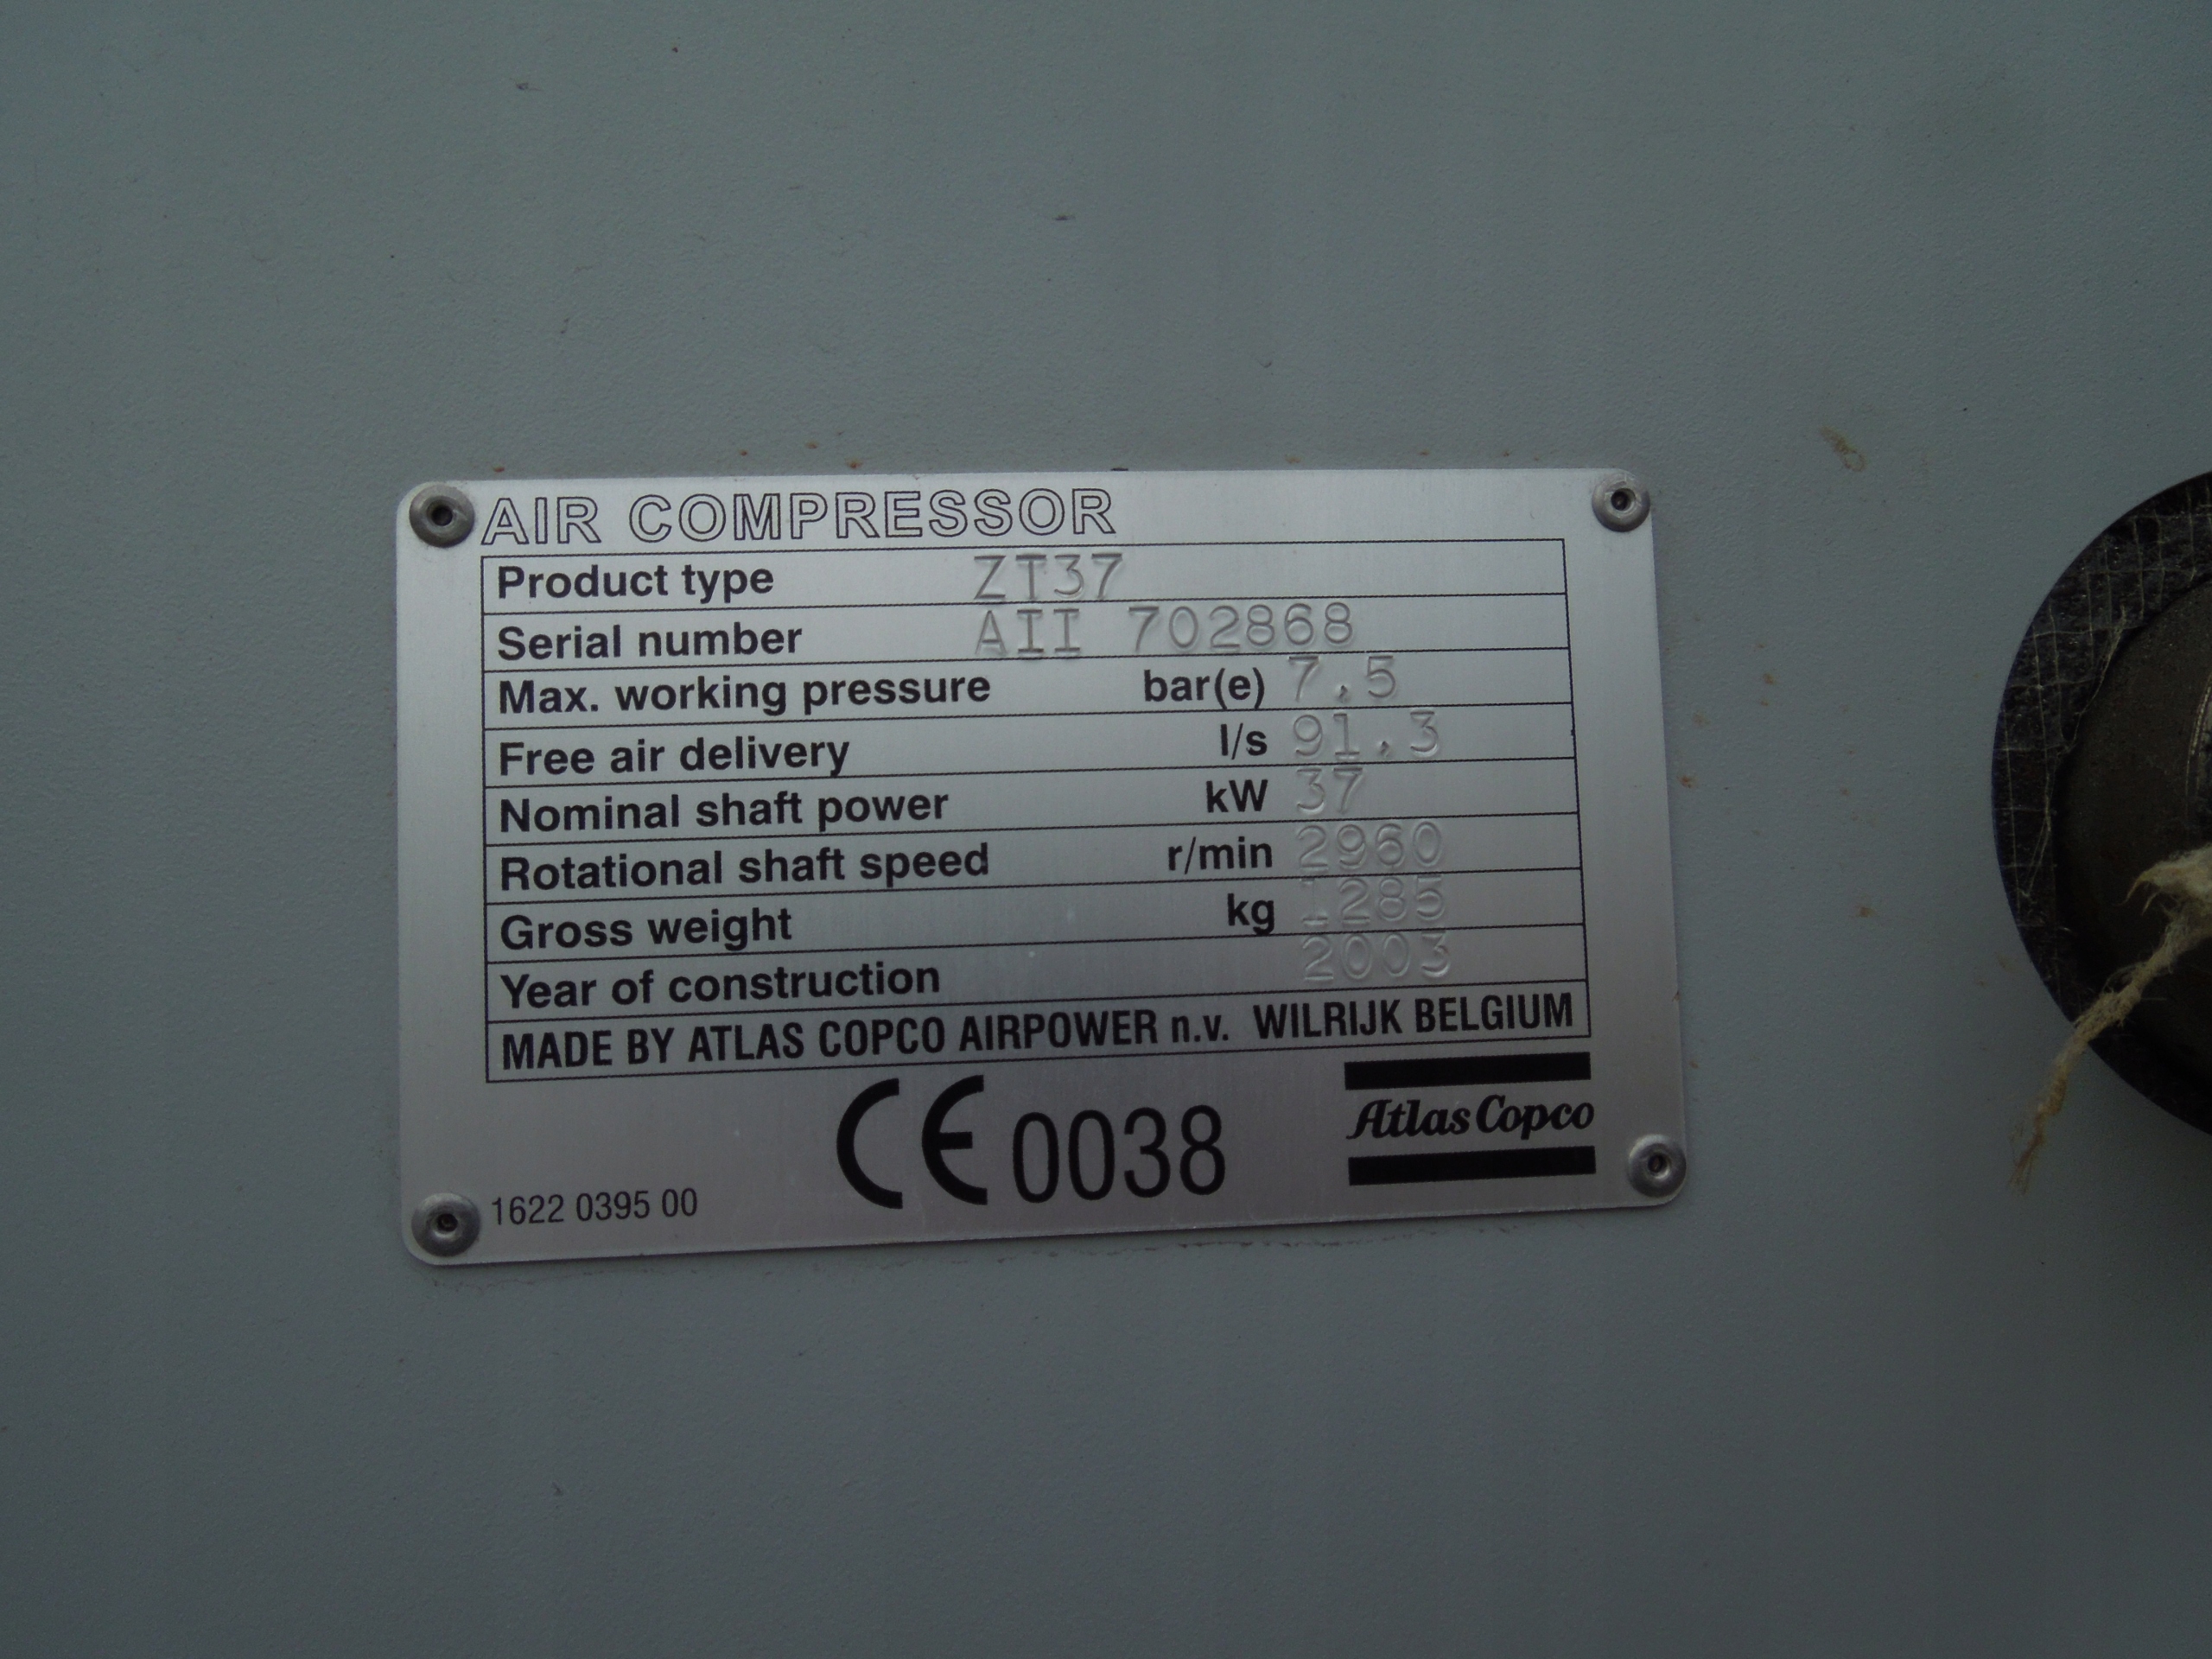 AIR COMPRESSOR
Product type ZT37
Serial number AII 702868
Max. working pressure bar(e) 7.5
Free air delivery l/s 91.3
Nominal shaft power kW 37
Rotational shaft speed r/min 2960
Gross weight kg 1285
Year of construction 2003
MADE BY ATLAS COPCO AIRPOWER n.v. WILRIJK BELGIUM
CE 0038
Atlas Copco
1622 0395 00